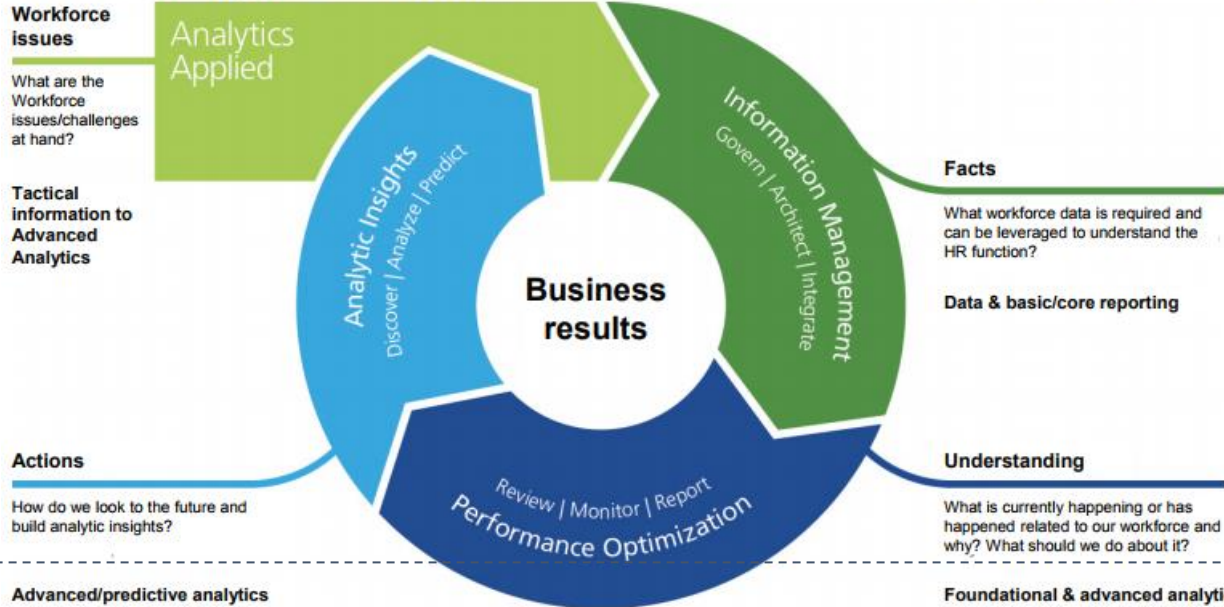 Workforce
issues
What are the
Workforce
issues/challenges
at hand?
Tactical
information to
Advanced
Analytics
Analytics
Applied
Information Management
Govern | Architect | Integrate
Facts
What workforce data is required and
can be leveraged to understand the
HR function?
Data & basic/core reporting
Analytic Insights
Discover | Analyze | Predict
Business
results
Review | Monitor | Report
Performance Optimization
Understanding
What is currently happening or has
happened related to our workforce and
why? What should we do about it?
Foundational & advanced analyti
Actions
How do we look to the future and
build analytic insights?
Advanced/predictive analytics